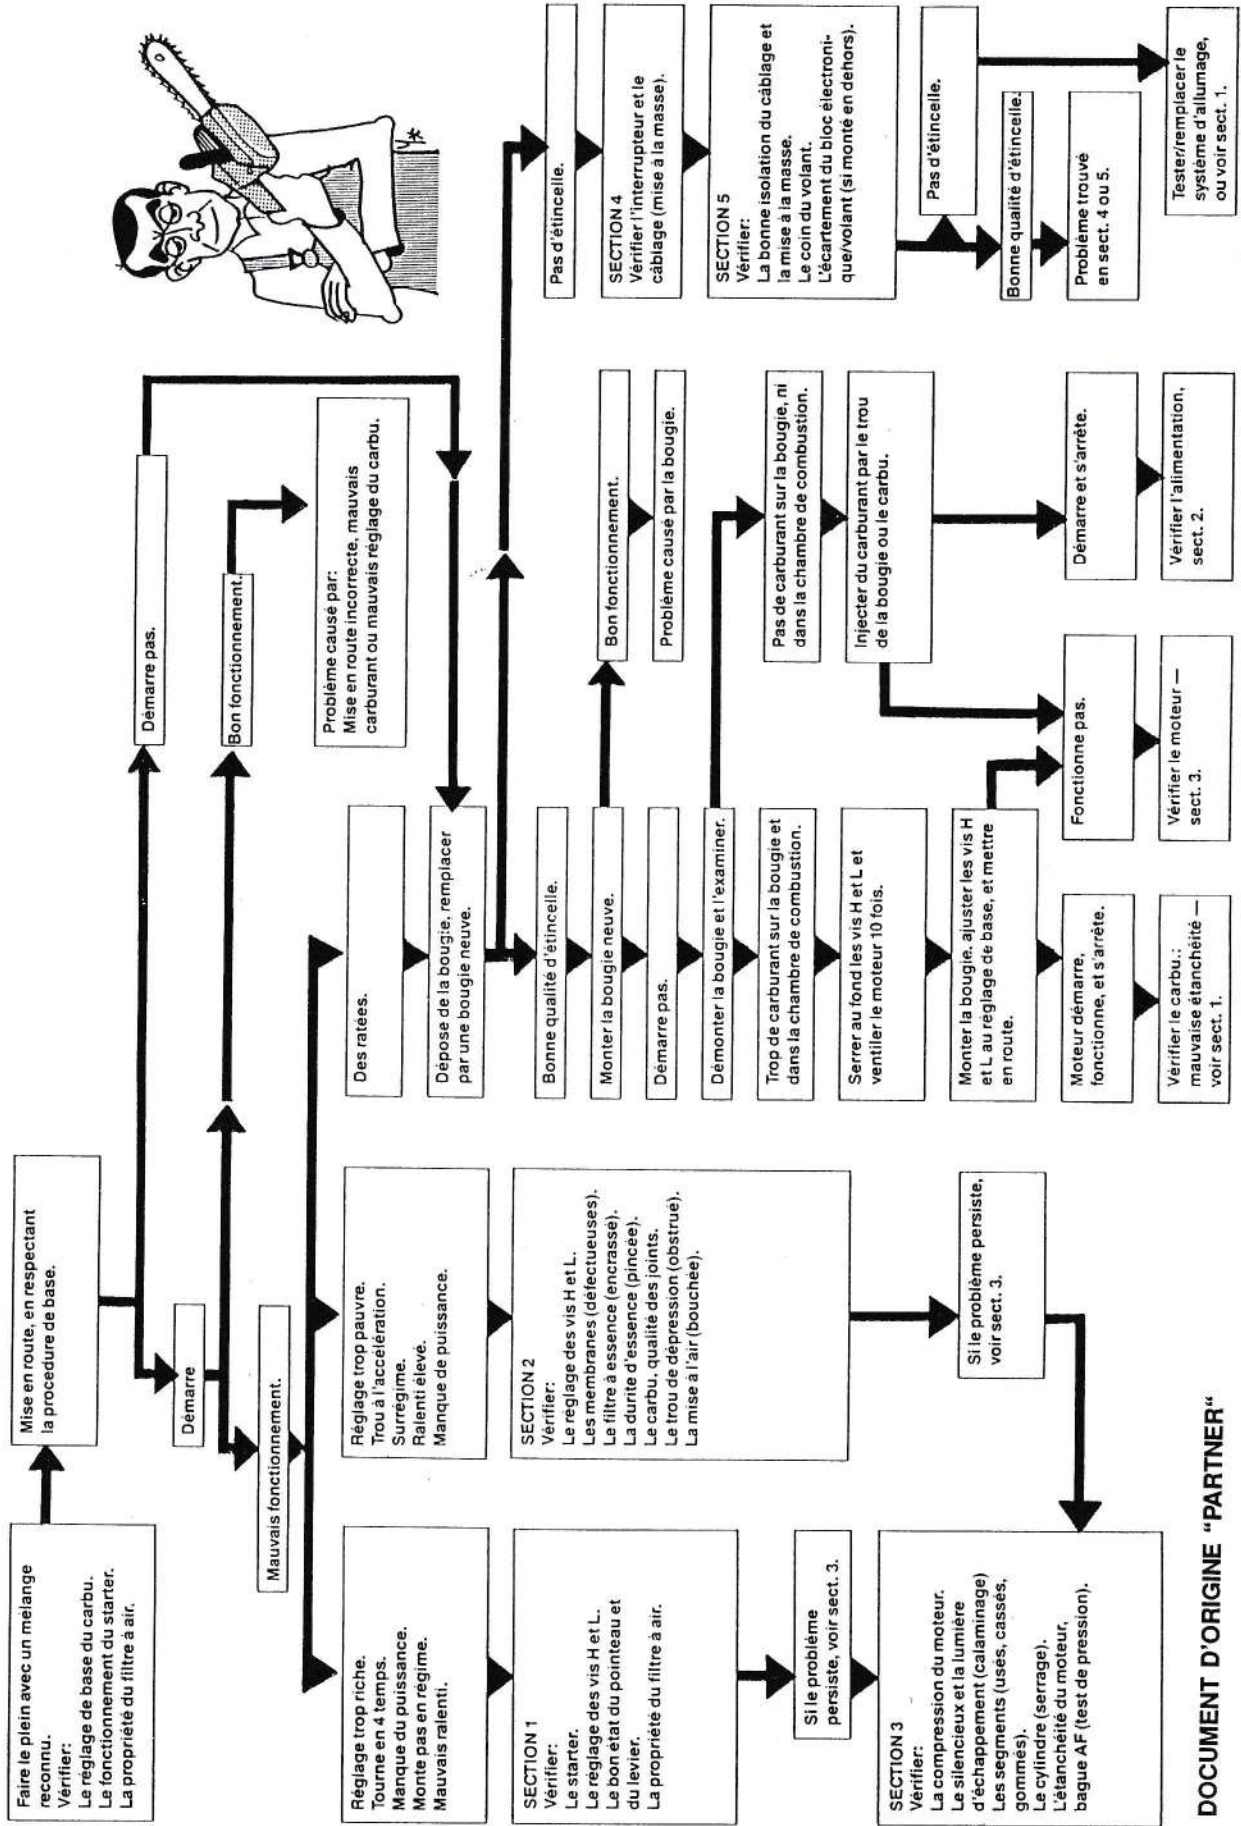 Faire le plein avec un mélange
reconnu.
Vérifier:
Le réglage de base du carbu.
Le fonctionnement du starter.
La propriété du filtre à air.
Mise en route, en respectant
la procedure de base.
Démarre pas.
Démarre
Bon fonctionnement.
Problème causé par:
Mise en route incorrecte, mauvais
carburant ou mauvais réglage du carbu.
Mauvais fonctionnement.
Réglage trop riche.
Tourne en 4 temps.
Manque du puissance.
Monte pas en régime.
Mauvais ralenti.
Réglage trop pauvre.
Trou à l'accélération.
Surrégime.
Ralenti élevé.
Manque de puissance.
Des ratées.
Dépose de la bougie, remplacer
par une bougie neuve.
SECTION 1
Vérifier:
Le starter.
Le réglage des vis H et L.
Le bon état du pointeau et
du levier.
La propriété du filtre à air.
SECTION 2
Vérifier:
Le réglage des vis H et L.
Les membranes (défectueuses).
Le filtre à essence (encrassé).
La durite d'essence (pincée).
Le carbu, qualité des joints.
Le trou de dépression (obstrué).
La mise à l'air (bouchée).
Bonne qualité d'étincelle.
Monter la bougie neuve.
Démarre pas.
Démonter la bougie et l'examiner.
Trop de carburant sur la bougie et
dans la chambre de combustion.
Serrer au fond les vis H et L et
ventiler le moteur 10 fois.
Monter la bougie, ajuster les vis H
et L au réglage de base, et mettre
en route.
Moteur démarre,
fonctionne, et s'arrête.
Vérifier le carbu.:
mauvaise étanchéité —
voir sect. 1.
Bon fonctionnement.
Problème causé par la bougie.
Pas de carburant sur la bougie, ni
dans la chambre de combustion.
Injecter du carburant par le trou
de la bougie ou le carbu.
Fonctionne pas.
Vérifier le moteur —
sect. 3.
Démarre et s'arrête.
Vérifier l'alimentation,
sect. 2.
Pas d'étincelle.
SECTION 4
Vérifier l'interrupteur et le
câblage (mise à la masse).
SECTION 5
Vérifier:
La bonne isolation du câblage et
la mise à la masse.
Le coin du volant.
L'écartement du bloc électroni-
que/volant (si monté en dehors).
Pas d'étincelle.
Bonne qualité d'étincelle.
Problème trouvé
en sect. 4 ou 5.
Tester/remplacer le
système d'allumage,
ou voir sect. 1.
Si le problème
persiste, voir sect. 3.
Si le problème persiste,
voir sect. 3.
SECTION 3
Vérifier:
La compression du moteur.
Le silencieux et la lumière
d'échappement (calaminage)
Les segments (uses, cassés,
gommés).
Le cylindre (serrage).
L'étanchéité du moteur,
bague AF (test de pression).
DOCUMENT D'ORIGINE "PARTNER"